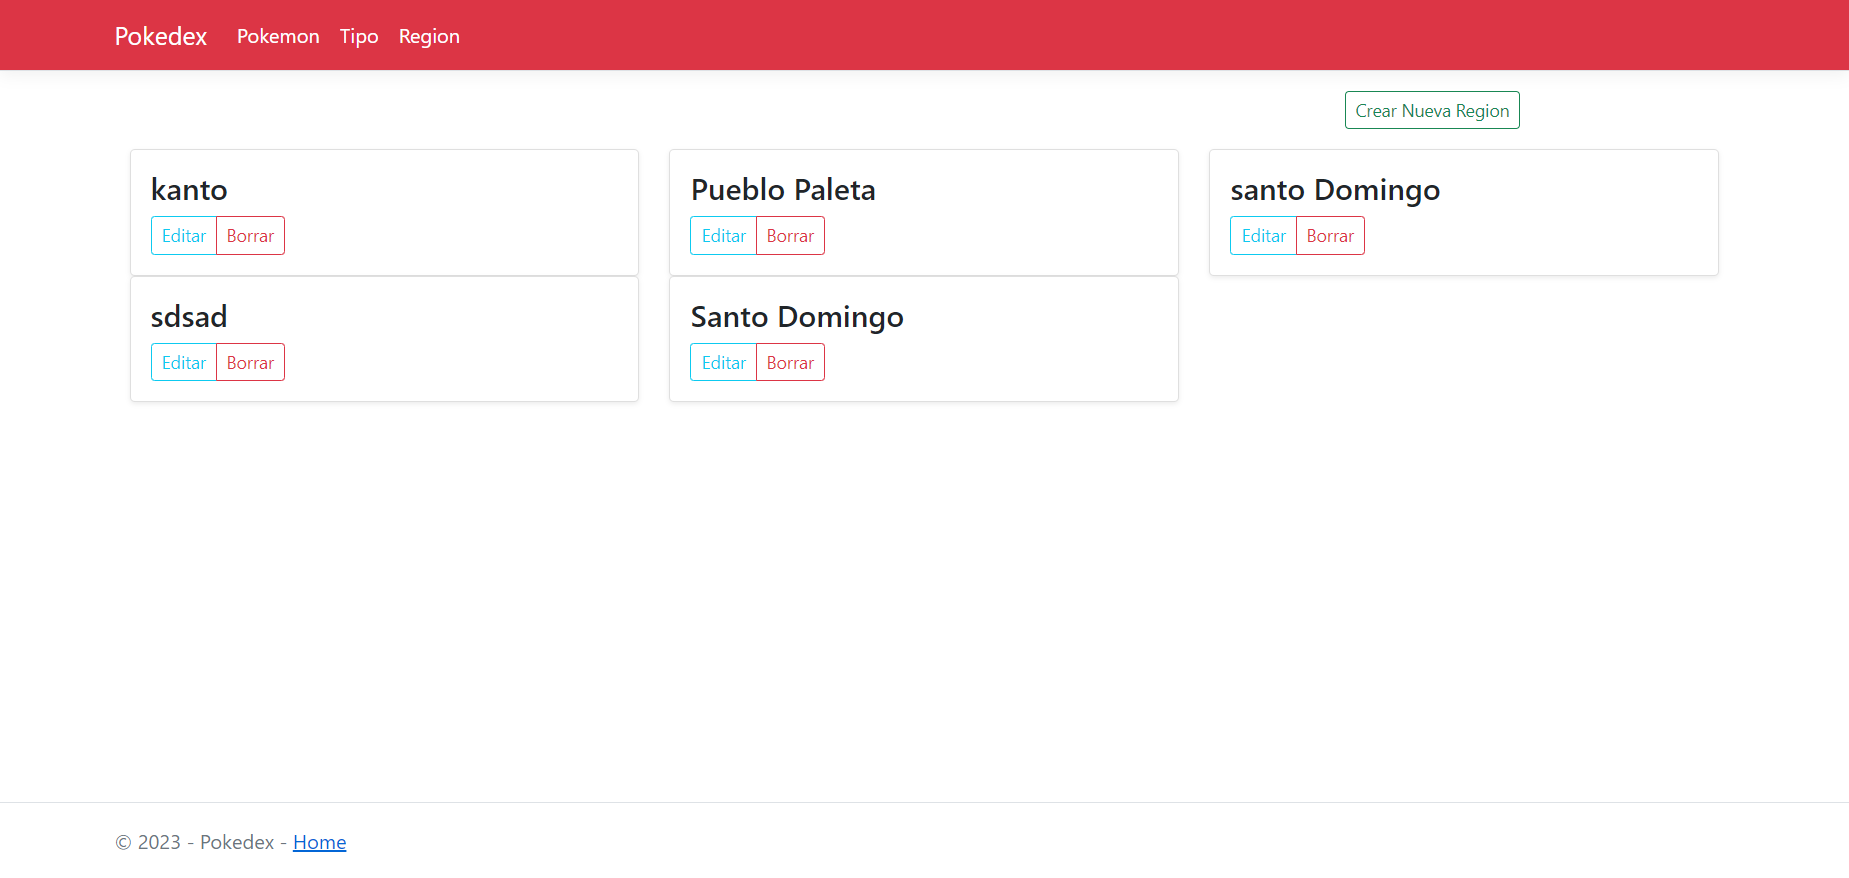 Pokedex Pokemon Tipo Region
Crear Nueva Region
kanto
Editar Borrar
Pueblo Paleta
Editar Borrar
santo Domingo
Editar Borrar
sdsad
Editar Borrar
Santo Domingo
Editar Borrar
© 2023 - Pokedex - Home